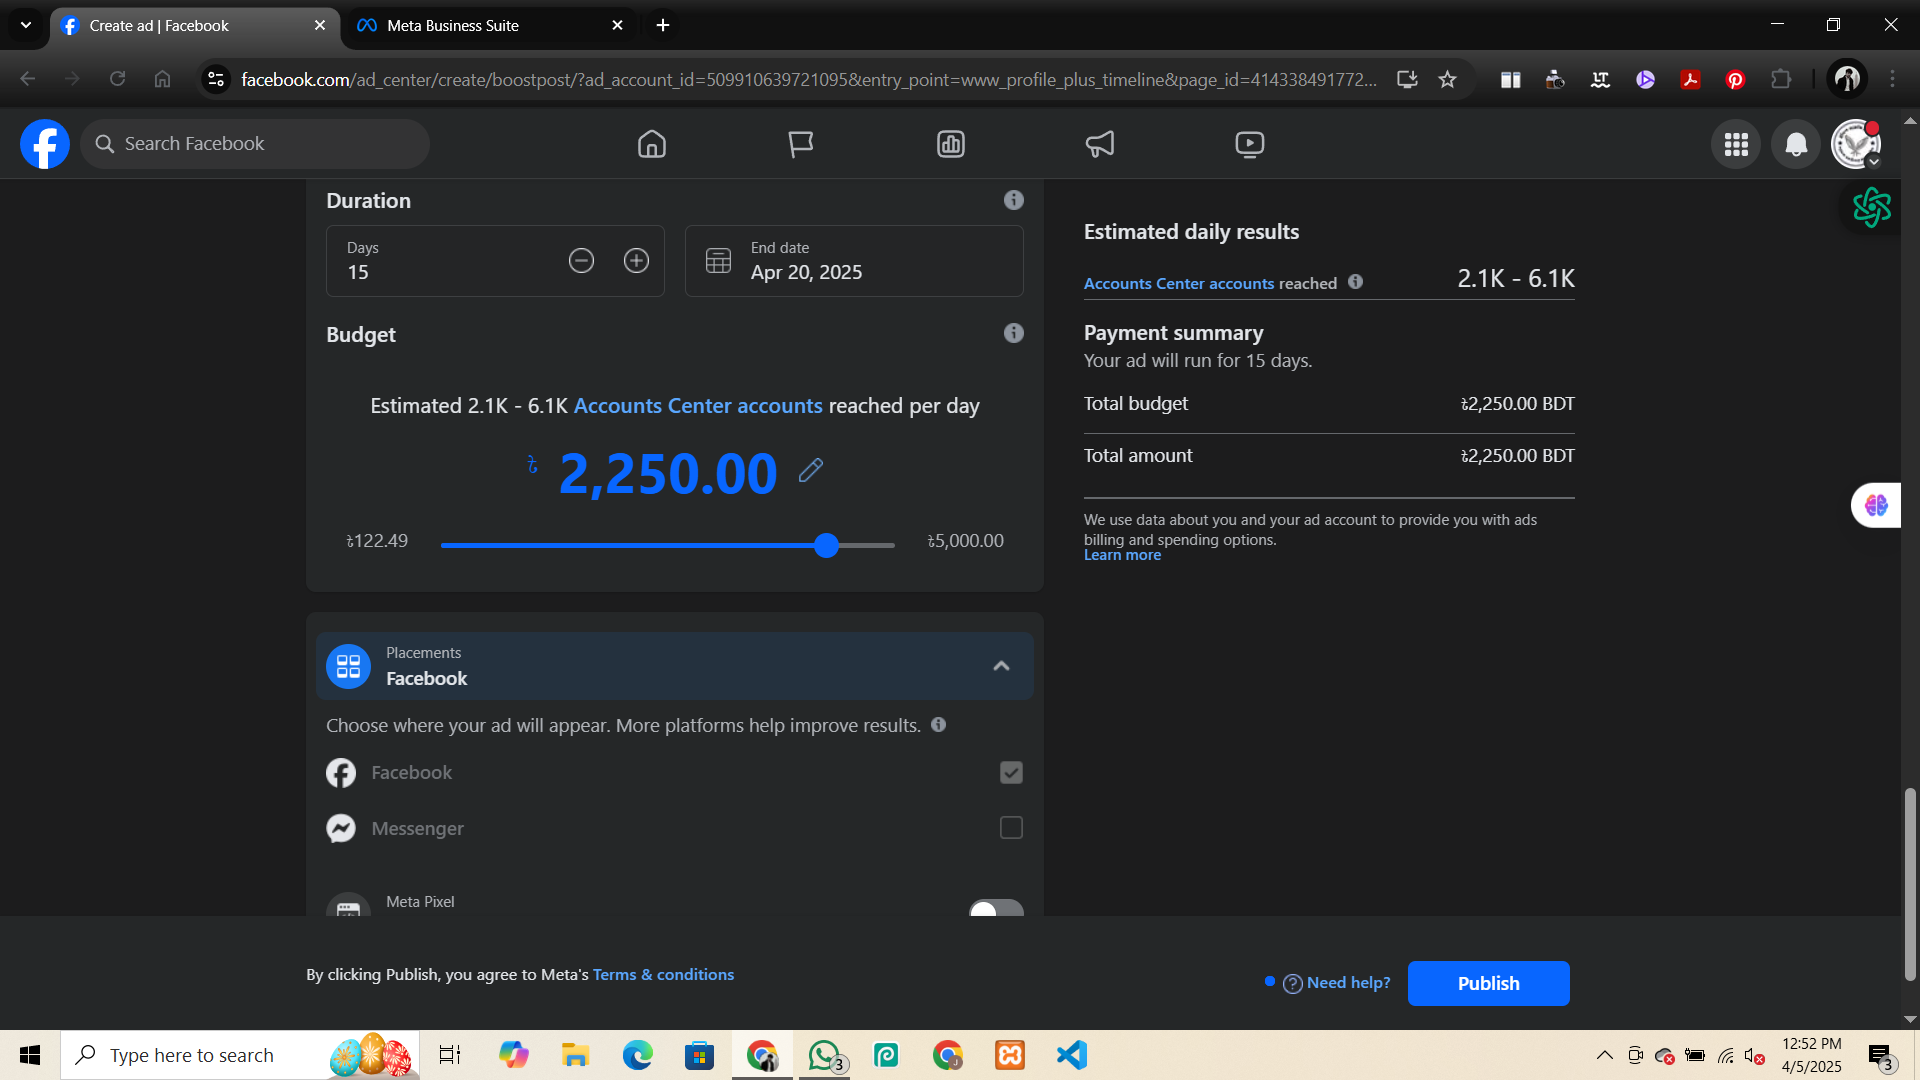 Create ad | Facebook
Meta Business Suite
facebook.com/ad_center/create/boostpost/?ad_account_id=509910639721095&entry_point=www_profile_plus_timeline&page_id=414338491772...
Search Facebook
Duration
Days
15
End date
Apr 20, 2025
Budget
Estimated 2.1K - 6.1K Accounts Center accounts reached per day
৳ 2,250.00
৳122.49
৳5,000.00
Placements
Facebook
Choose where your ad will appear. More platforms help improve results.
Facebook
Messenger
Meta Pixel
Estimated daily results
Accounts Center accounts reached
2.1K - 6.1K
Payment summary
Your ad will run for 15 days.
Total budget
৳2,250.00 BDT
Total amount
৳2,250.00 BDT
We use data about you and your ad account to provide you with ads
billing and spending options.
Learn more
By clicking Publish, you agree to Meta's Terms & conditions
Need help?
Publish
Type here to search
3
12:52 PM
4/5/2025
3